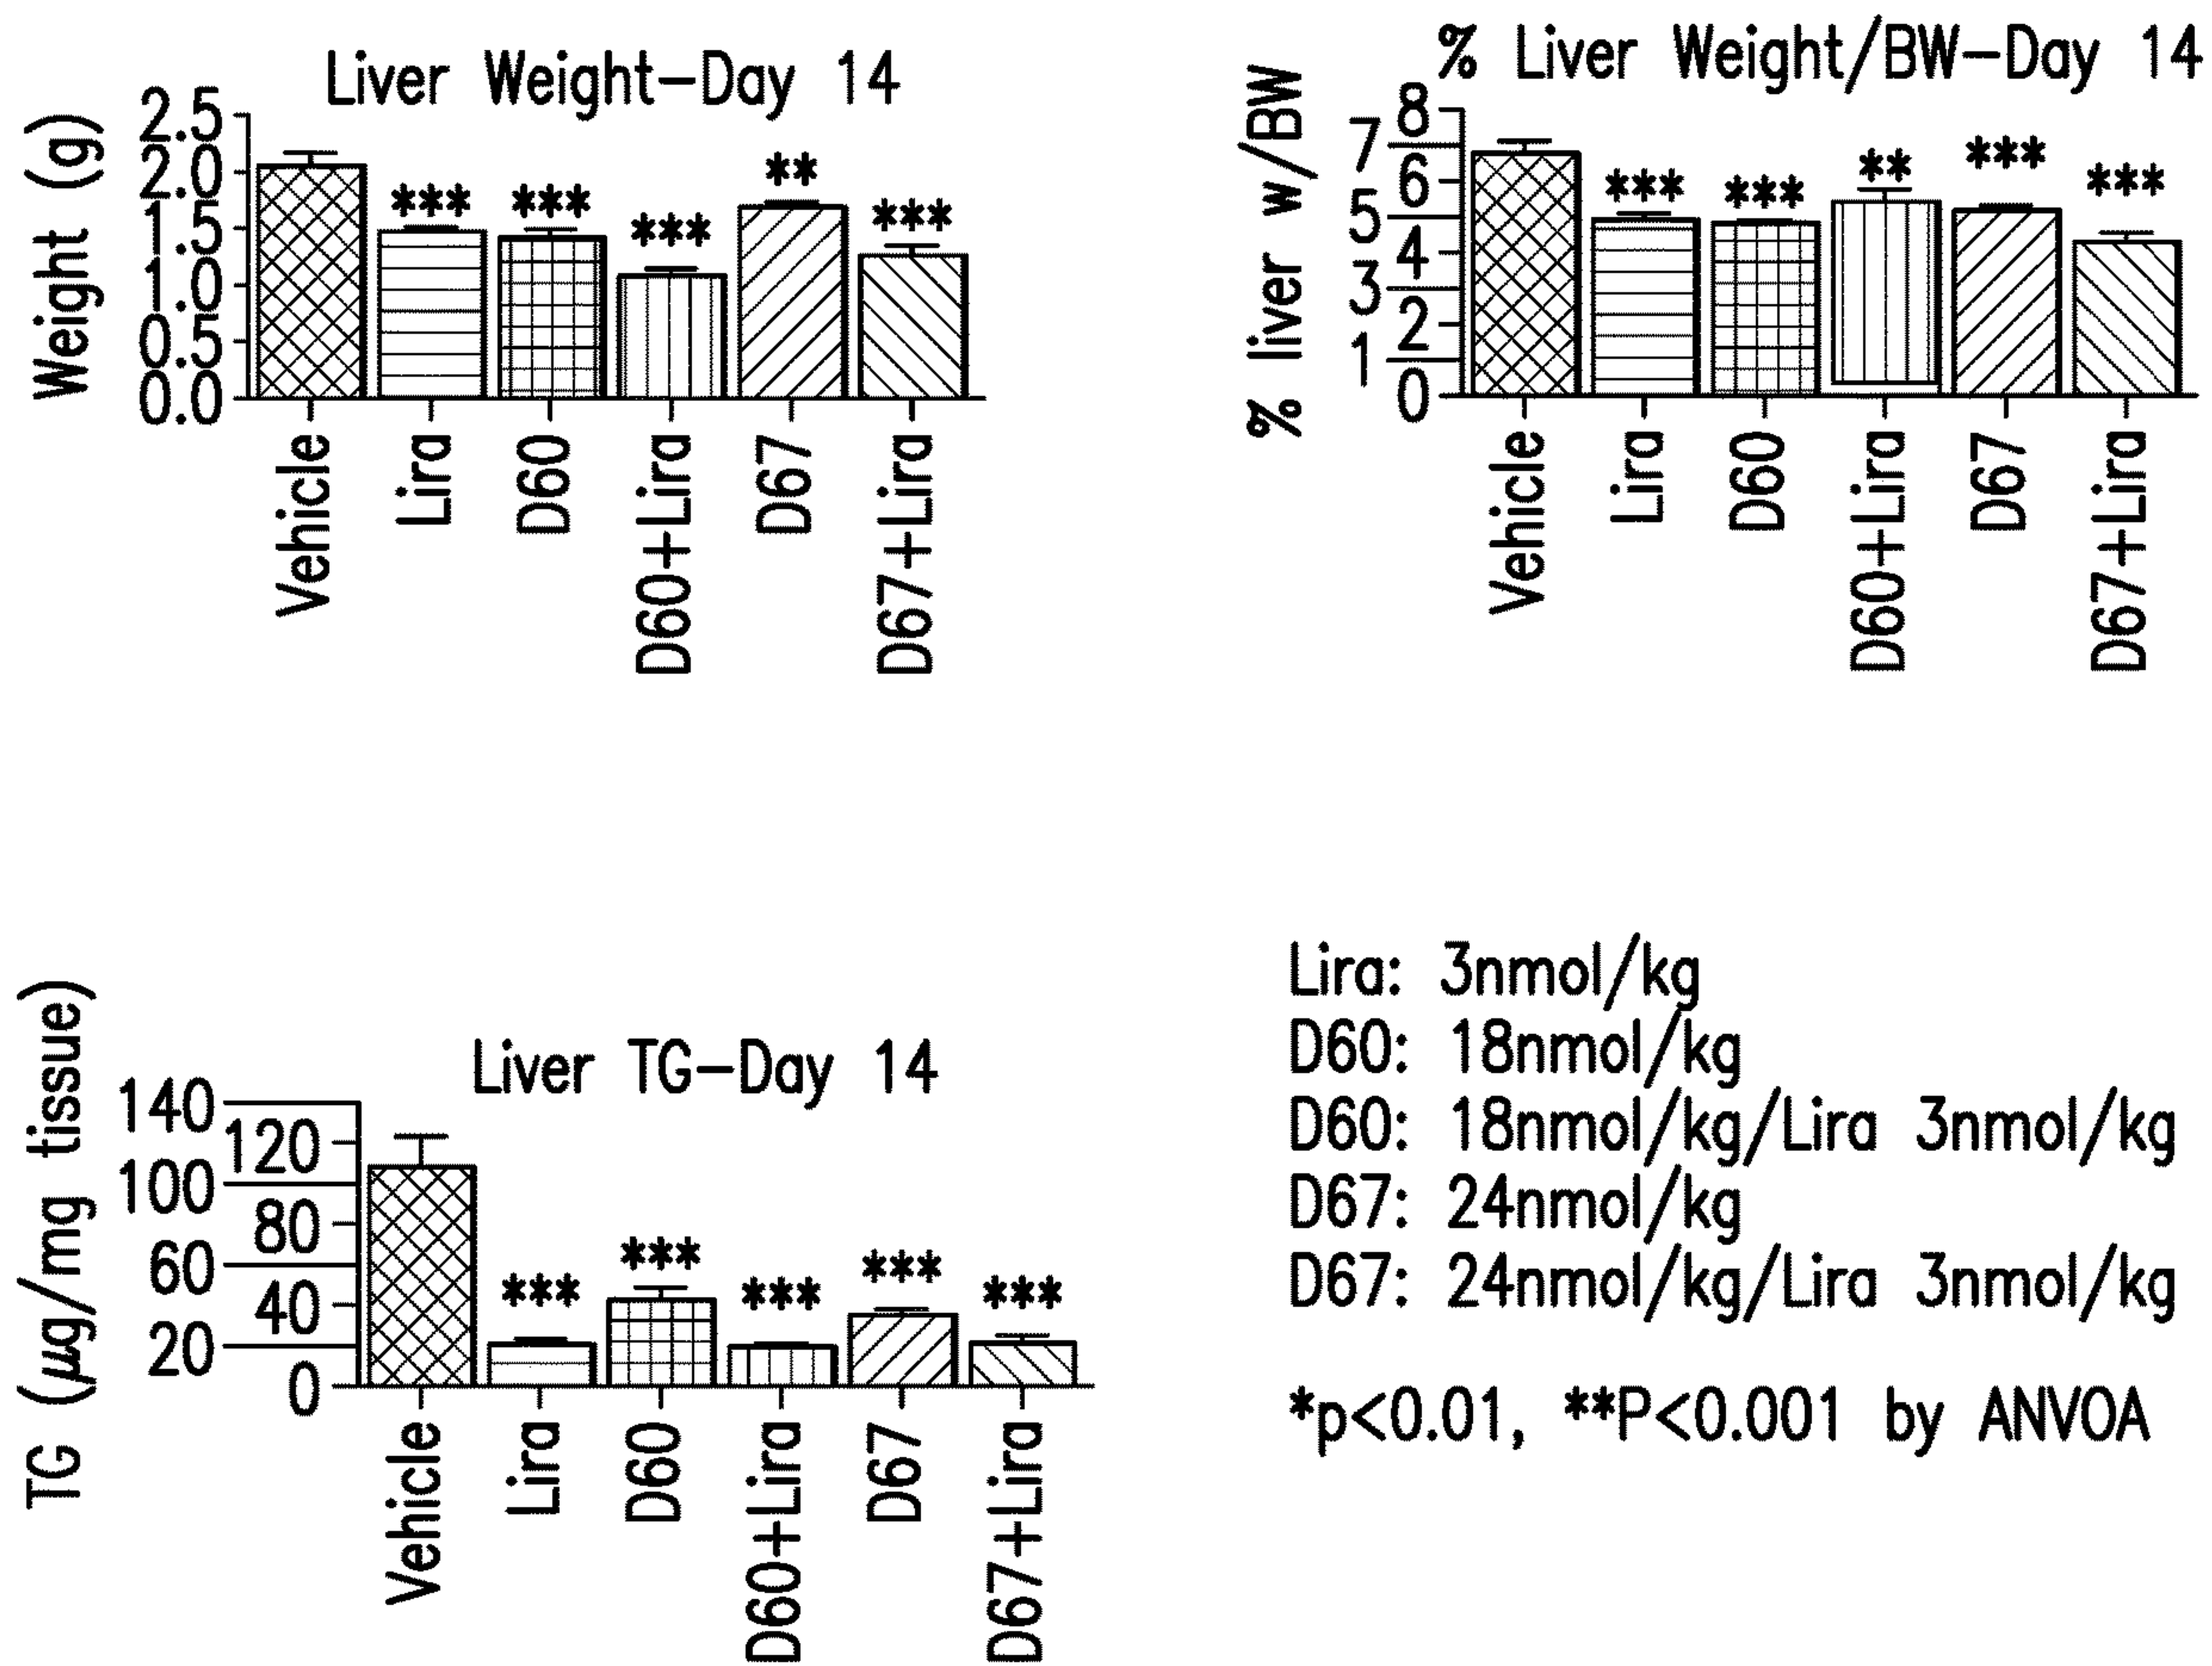 Liver Weight-Day 14
Weight (g)
2.5
2.0
1.5
1.0
0.5
0.0
***
***
***
**
***
Vehicle
Lira
D60
D60+Lira
D67
D67+Lira
% Liver Weight/BW-Day 14
% liver w/BW
8
7
6
5
4
3
2
1
0
***
***
**
***
***
Vehicle
Lira
D60
D60+Lira
D67
D67+Lira
Liver TG-Day 14
TG (μg/mg tissue)
140
120
100
80
60
40
20
0
***
***
***
***
***
Vehicle
Lira
D60
D60+Lira
D67
D67+Lira
Lira: 3nmol/kg
D60: 18nmol/kg
D60: 18nmol/kg/Lira 3nmol/kg
D67: 24nmol/kg
D67: 24nmol/kg/Lira 3nmol/kg
*p<0.01, **P<0.001 by ANVOA